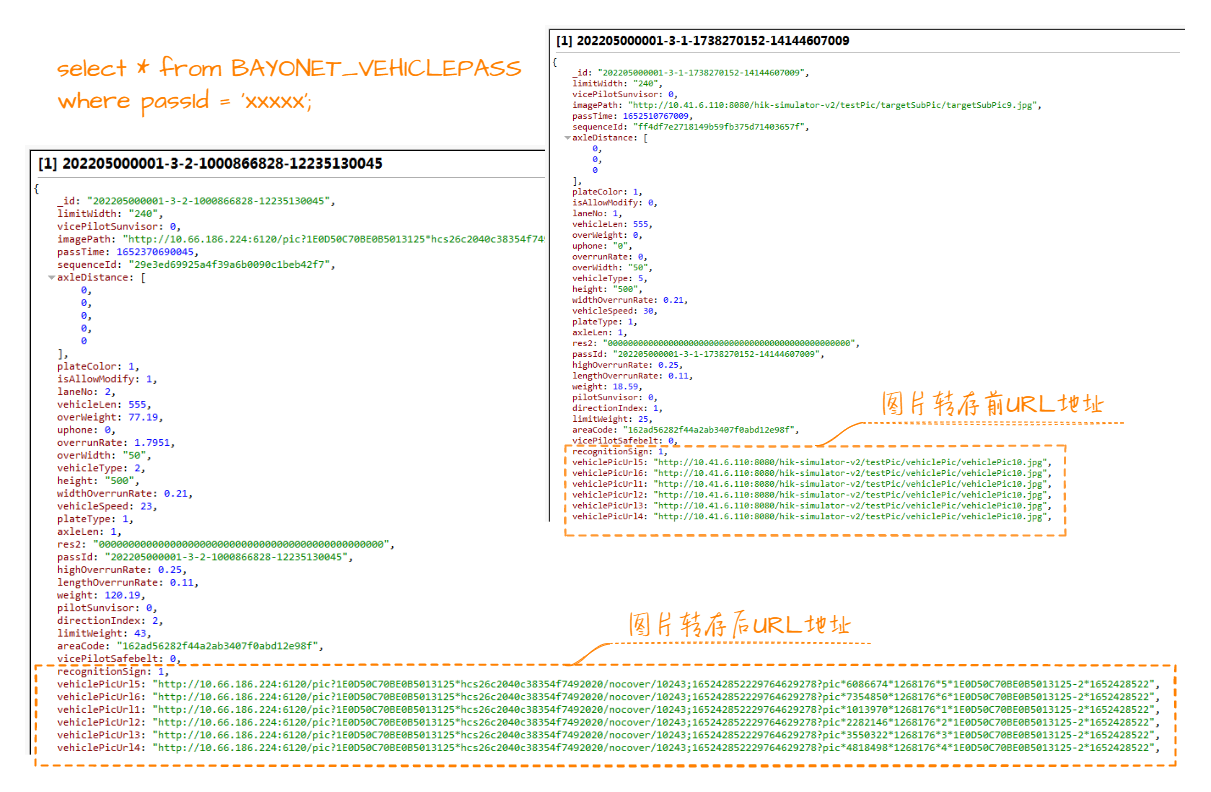 select * from BAYONET_VEHICLEPASS
where passId = 'xxxxx';
[1] 202205000001-3-2-1000866828-12235130045
{
_id: "202205000001-3-2-1000866828-12235130045",
limitWidth: "240",
vicePilotSunvisor: 0,
imagePath: "http://10.66.186.224:6120/pic?1E0D50C70BE0B5013125*hcs26c2040c38354f749
passTime: 1652370690045,
sequenceId: "29e3ed69925a4f39a6b0090c1beb42f7",
axleDistance: [
0,
0,
0,
0,
0
],
plateColor: 1,
isAllowModify: 1,
laneNo: 2,
vehicleLen: 555,
overWeight: 77.19,
uphone: 0,
overrunRate: 1.7951,
overWidth: "50",
vehicleType: 2,
height: "500",
widthOverrunRate: 0.21,
vehicleSpeed: 23,
plateType: 1,
axleLen: 1,
res2: "000000000000000000000000000000000000000000000000",
passId: "202205000001-3-2-1000866828-12235130045",
highOverrunRate: 0.25,
lengthOverrunRate: 0.11,
weight: 120.19,
pilotSunvisor: 0,
directionIndex: 2,
limitWeight: 43,
areaCode: "162ad56282f44a2ab3407f0abd12e98f",
vicePilotSafebelt: 0,
recognitionSign: 1,
vehiclePicUrl5: "http://10.66.186.224:6120/pic?1E0D50C70BE0B5013125*hcs26c2040c38354f7492020/nocover/10243;165242852229764629278?pic*6086674*1268176*5*1E0D50C70BE0B5013125-2*1652428522",
vehiclePicUrl6: "http://10.66.186.224:6120/pic?1E0D50C70BE0B5013125*hcs26c2040c38354f7492020/nocover/10243;165242852229764629278?pic*7354850*1268176*6*1E0D50C70BE0B5013125-2*1652428522",
vehiclePicUrl1: "http://10.66.186.224:6120/pic?1E0D50C70BE0B5013125*hcs26c2040c38354f7492020/nocover/10243;165242852229764629278?pic*1013970*1268176*1*1E0D50C70BE0B5013125-2*1652428522",
vehiclePicUrl2: "http://10.66.186.224:6120/pic?1E0D50C70BE0B5013125*hcs26c2040c38354f7492020/nocover/10243;165242852229764629278?pic*2282146*1268176*2*1E0D50C70BE0B5013125-2*1652428522",
vehiclePicUrl3: "http://10.66.186.224:6120/pic?1E0D50C70BE0B5013125*hcs26c2040c38354f7492020/nocover/10243;165242852229764629278?pic*3550322*1268176*3*1E0D50C70BE0B5013125-2*1652428522",
vehiclePicUrl4: "http://10.66.186.224:6120/pic?1E0D50C70BE0B5013125*hcs26c2040c38354f7492020/nocover/10243;165242852229764629278?pic*4818498*1268176*4*1E0D50C70BE0B5013125-2*1652428522",
图片转存后URL地址
[1] 202205000001-3-1-1738270152-14144607009
{
_id: "202205000001-3-1-1738270152-14144607009",
limitWidth: "240",
vicePilotSunvisor: 0,
imagePath: "http://10.41.6.110:8080/hik-simulator-v2/testPic/targetSubPic/targetSubPic9.jpg",
passTime: 1652510767009,
sequenceId: "ff4df7e2718149b59fb375d71403657f",
axleDistance: [
0,
0,
0
],
plateColor: 1,
isAllowModify: 0,
laneNo: 1,
vehicleLen: 555,
overWeight: 0,
uphone: "0",
overrunRate: 0,
overWidth: "50",
vehicleType: 5,
height: "500",
widthOverrunRate: 0.21,
vehicleSpeed: 30,
plateType: 1,
axleLen: 1,
res2: "000000000000000000000000000000000000000000000000",
passId: "202205000001-3-1-1738270152-14144607009",
highOverrunRate: 0.25,
lengthOverrunRate: 0.11,
weight: 18.59,
pilotSunvisor: 0,
directionIndex: 1,
limitWeight: 25,
areaCode: "162ad56282f44a2ab3407f0abd12e98f",
vicePilotSafebelt: 0,
recognitionSign: 1,
vehiclePicUrl5: "http://10.41.6.110:8080/hik-simulator-v2/testPic/vehiclePic/vehiclePic10.jpg",
vehiclePicUrl6: "http://10.41.6.110:8080/hik-simulator-v2/testPic/vehiclePic/vehiclePic10.jpg",
vehiclePicUrl1: "http://10.41.6.110:8080/hik-simulator-v2/testPic/vehiclePic/vehiclePic10.jpg",
vehiclePicUrl2: "http://10.41.6.110:8080/hik-simulator-v2/testPic/vehiclePic/vehiclePic10.jpg",
vehiclePicUrl3: "http://10.41.6.110:8080/hik-simulator-v2/testPic/vehiclePic/vehiclePic10.jpg",
vehiclePicUrl4: "http://10.41.6.110:8080/hik-simulator-v2/testPic/vehiclePic/vehiclePic10.jpg",
图片转存前URL地址